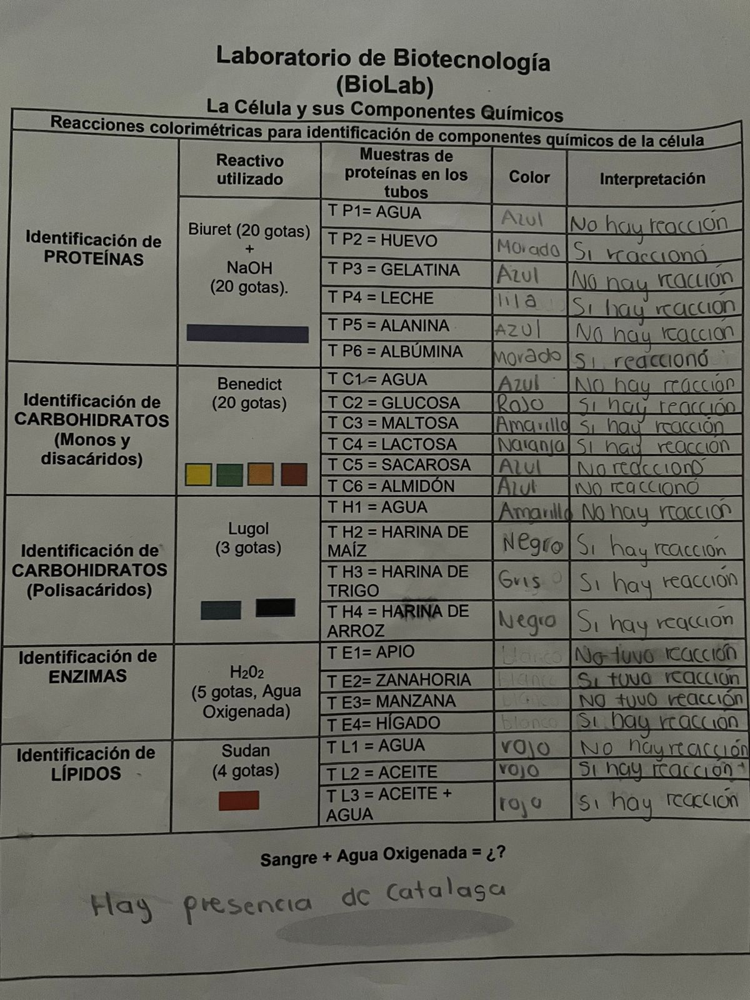 Laboratorio de Biotecnología
(BioLab)
La Célula y sus Componentes Químicos
Reacciones colorimétricas para identificación de componentes químicos de la célula
Reactivo utilizado
Muestras de proteínas en los tubos
Color
Interpretación
Identificación de
PROTEÍNAS
Biuret (20 gotas)
+
NaOH
(20 gotas).
T P1= AGUA Azul No hay reacción
T P2 = HUEVO Morado Si reaccionó
T P3 = GELATINA Azul No hay reacción
T P4 = LECHE lila Si hay reacción
T P5 = ALANINA Azul No hay reacción
T P6 = ALBÚMINA Morado Si reaccionó
Identificación de
CARBOHIDRATOS
(Monos y
disacáridos)
Benedict
(20 gotas)
T C1 = AGUA Azul No hay reacción
T C2 = GLUCOSA Rojo Si hay reacción
T C3 = MALTOSA Amarillo Si hay reacción
T C4 = LACTOSA Naranja Si hay reacción
T C5 = SACAROSA Azul No reaccionó
T C6 = ALMIDÓN Azul No reaccionó
Identificación de
CARBOHIDRATOS
(Polisacáridos)
Lugol
(3 gotas)
T H1 = AGUA Amarillo No hay reacción
T H2 = HARINA DE
MAÍZ Negro Si hay reacción
T H3 = HARINA DE
TRIGO Gris Si hay reacción
T H4 = HARINA DE
ARROZ Negro Si hay reacción
Identificación de
ENZIMAS
H202
(5 gotas, Agua
Oxigenada)
T E1= APIO blanco No tuvo reacción
T E2= ZANAHORIA blanco Si tuvo reacción
T E3= MANZANA blanco No tuvo reacción
T E4= HÍGADO blanco Si hay reacción
Identificación de
LÍPIDOS
Sudan
(4 gotas)
T L1 = AGUA rojo No hay reacción
T L2 = ACEITE rojo Si hay reacción
T L3 = ACEITE +
AGUA rojo Si hay reacción
Sangre + Agua Oxigenada = ¿?
Hay presencia de Catalaga